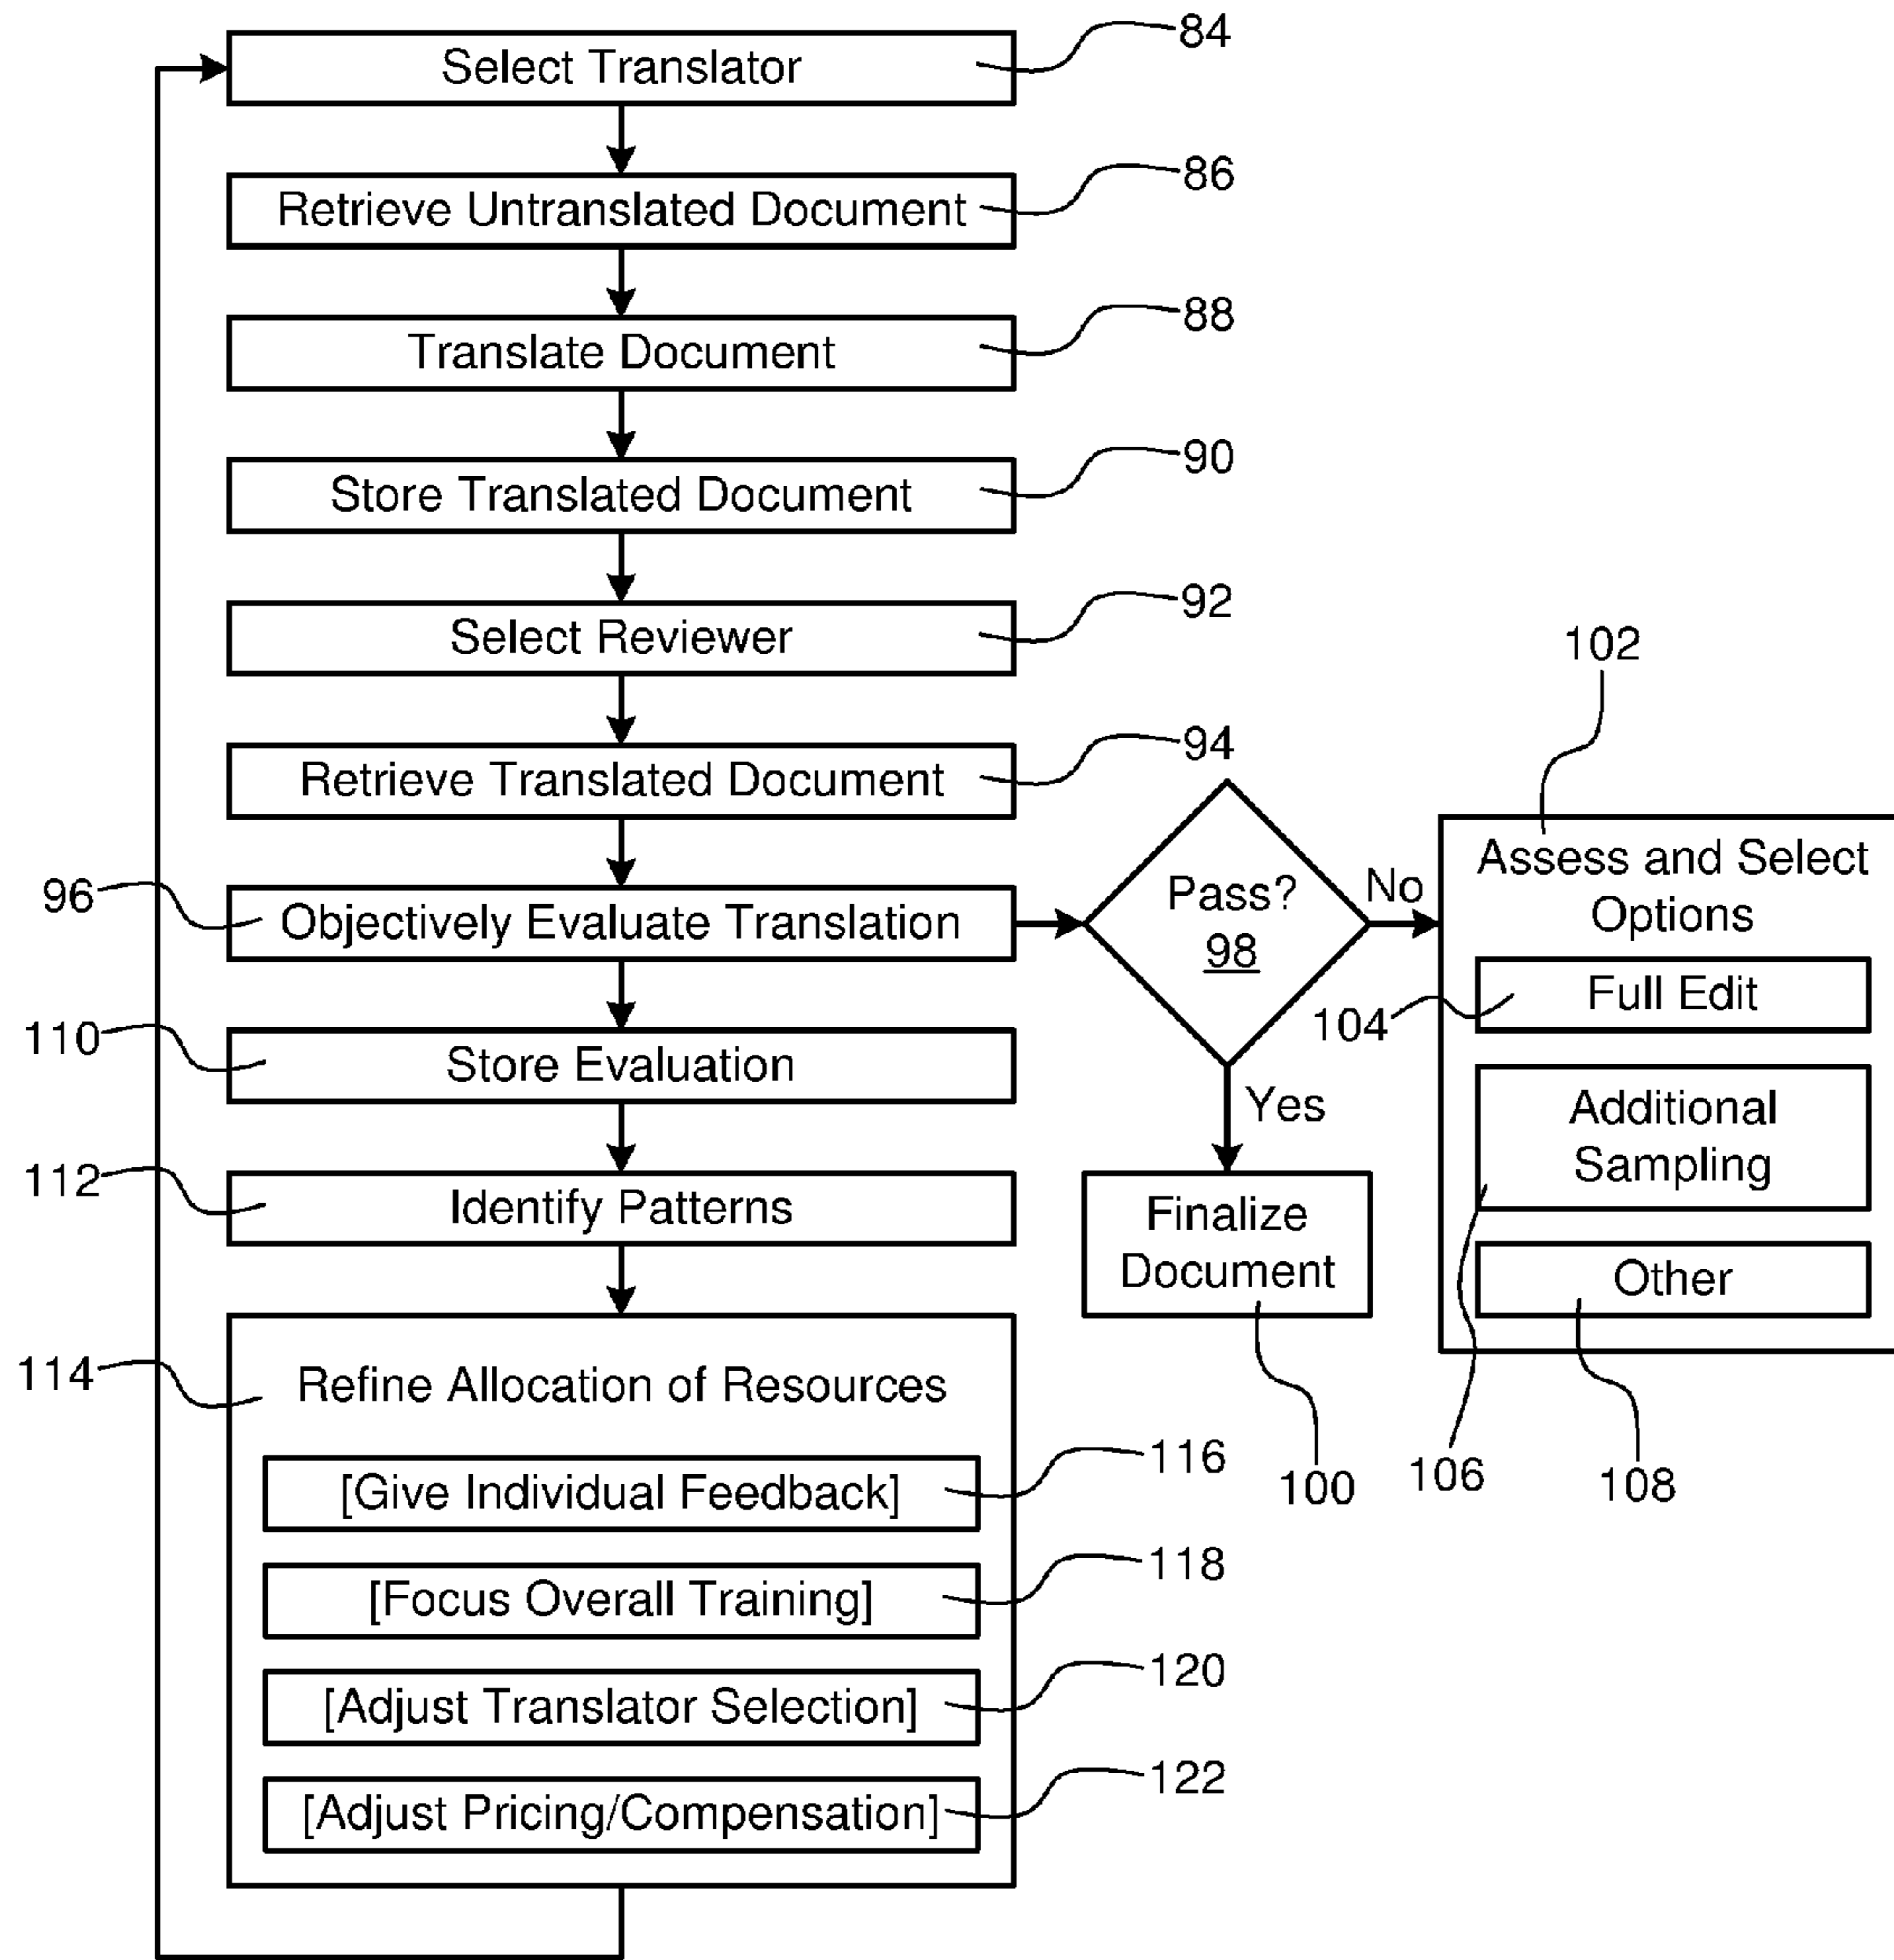 84
Select Translator
86
Retrieve Untranslated Document
88
Translate Document
90
Store Translated Document
92
Select Reviewer
94
Retrieve Translated Document
96
Objectively Evaluate Translation
Pass?
98
No
Yes
Finalize
Document
100
102
Assess and Select
Options
104
Full Edit
Additional
Sampling
106
Other
108
110
Store Evaluation
112
Identify Patterns
114
Refine Allocation of Resources
[Give Individual Feedback]
116
[Focus Overall Training]
118
[Adjust Translator Selection]
120
[Adjust Pricing/Compensation]
122